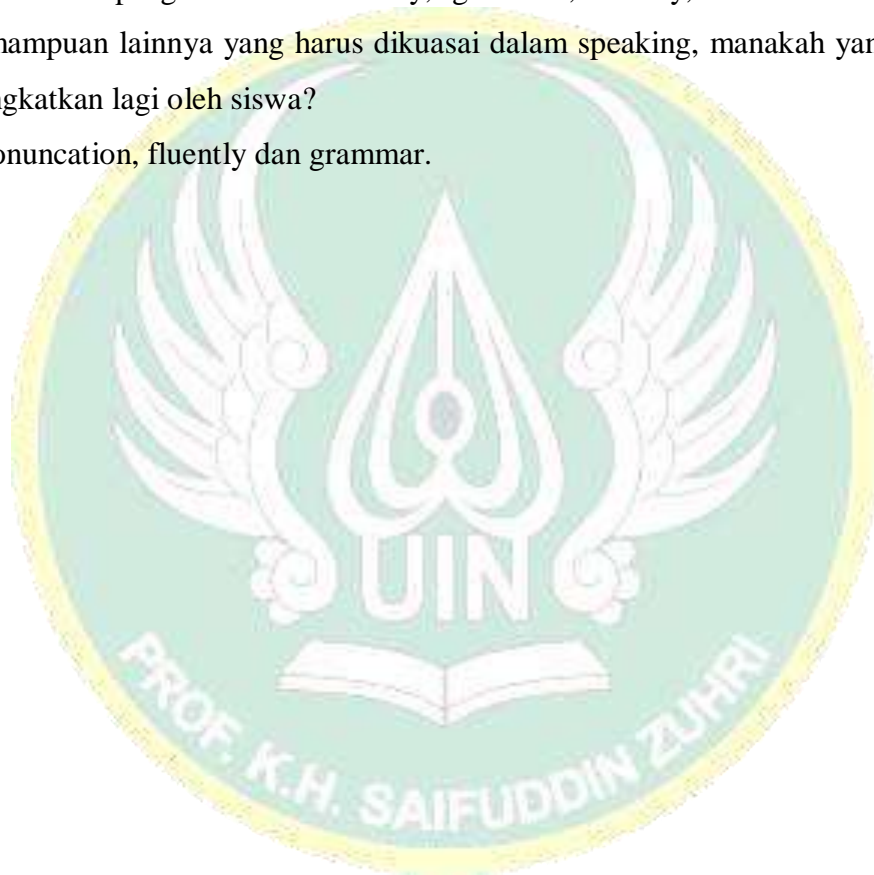 hampuan lainnya yang harus dikuasai dalam speaking, manakah yan
ngkatkan lagi oleh siswa?
onuncation, fluently dan grammar.
UIN
PROF. K.H. SAIFUDDIN ZUHRI